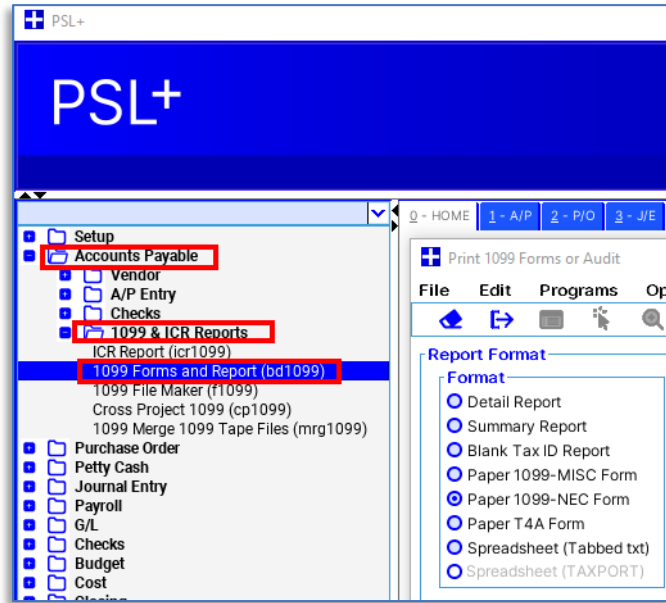 PSL+
PSL+
0 - HOME
1 - A/P
2 - P/O
3 - J/E
Setup
Accounts Payable
Vendor
A/P Entry
Checks
1099 & ICR Reports
ICR Report (icr1099)
1099 Forms and Report (bd1099)
1099 File Maker (f1099)
Cross Project 1099 (cp1099)
1099 Merge 1099 Tape Files (mrg1099)
Purchase Order
Petty Cash
Journal Entry
Payroll
G/L
Checks
Budget
Cost
Closing
Print 1099 Forms or Audit
File Edit Programs Op
Report Format
Format
Detail Report
Summary Report
Blank Tax ID Report
Paper 1099-MISC Form
Paper 1099-NEC Form
Paper T4A Form
Spreadsheet (Tabbed txt)
Spreadsheet (TAXPORT)